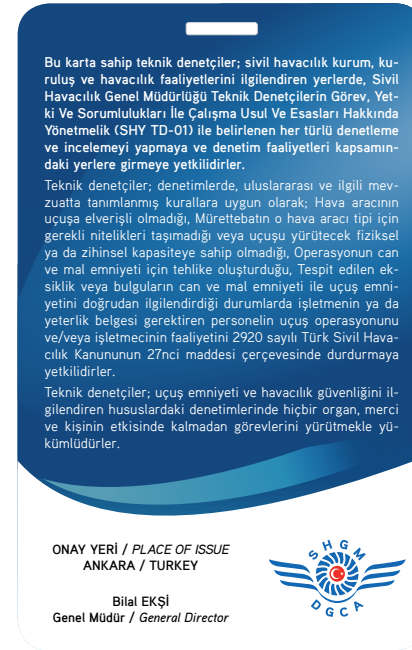 Bu karta sahip teknik denetçiler; sivil havacılık kurum, ku-
ruluş ve havacılık faaliyetlerini ilgilendiren yerlerde, Sivil
Havacılık Genel Müdürlüğü Teknik Denetçilerin Görev, Yet-
ki Ve Sorumlulukları İle Çalışma Usul Ve Esasları Hakkında
Yönetmelik (SHY TD-01) ile belirlenen her türlü denetleme
ve incelemeyi yapmaya ve denetim faaliyetleri kapsamın-
daki yerlere girmeye yetkilidirler.
Teknik denetçiler; denetimlerde, uluslararası ve ilgili mev-
zuatta tanımlanmış kurallara uygun olarak; Hava aracının
uçuşa elverişli olmadığı, Mürettebatın o hava aracı tipi için
gerekli nitelikleri taşımadığı veya uçuşu yürütecek fiziksel
ya da zihinsel kapasiteye sahip olmadığı, Operasyonun can
ve mal emniyeti için tehlike oluşturduğu, Tespit edilen ek-
siklik veya bulguların can ve mal emniyeti ile uçuş emni-
yetini doğrudan ilgilendirdiği durumlarda işletmenin ya da
yeterlik belgesi gerektiren personelin uçuş operasyonunu
ve/veya işletmecinin faaliyetini 2920 sayılı Türk Sivil Hava-
cılık Kanununun 27nci maddesi çerçevesinde durdurmaya
yetkilidirler.
Teknik denetçiler; uçuş emniyeti ve havacılık güvenliğini il-
gilendiren hususlardaki denetimlerinde hiçbir organ, merci
ve kişinin etkisinde kalmadan görevlerini yürütmekle yü-
kümlüdürler.
ONAY YERİ / PLACE OF ISSUE
ANKARA / TURKEY
Bilal EKŞİ
Genel Müdür / General Director
SHGM
DGCA